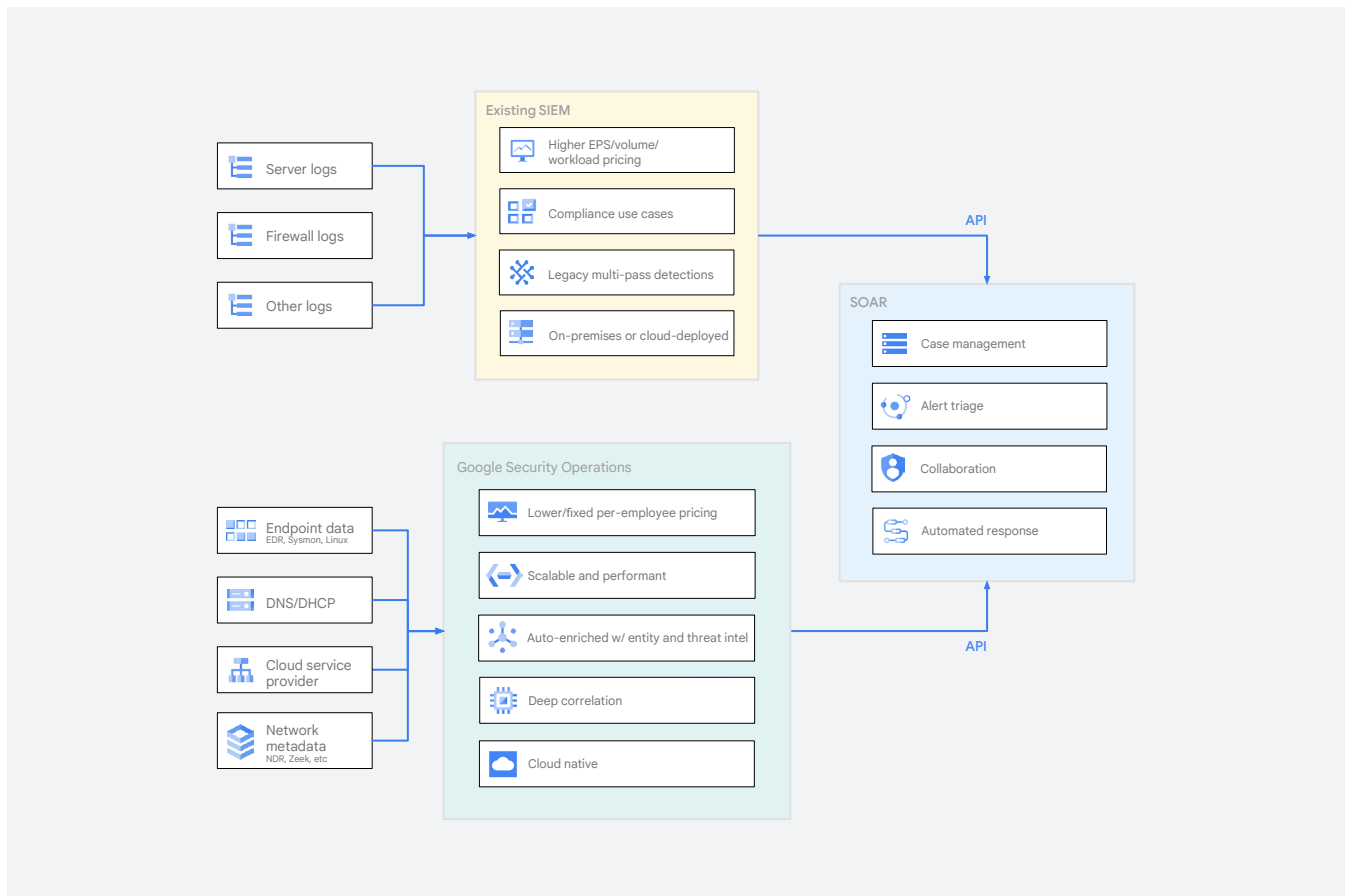 Existing SIEM
Higher EPS/volume/
workload pricing
Compliance use cases
Legacy multi-pass detections
On-premises or cloud-deployed
Server logs
Firewall logs
Other logs
API
SOAR
Case management
Alert triage
Collaboration
Automated response
API
Google Security Operations
Lower/fixed per-employee pricing
Scalable and performant
Auto-enriched w/ entity and threat intel
Deep correlation
Cloud native
Endpoint data
EDR, Sysmon, Linux
DNS/DHCP
Cloud service
provider
Network
metadata
NDR, Zeek, etc